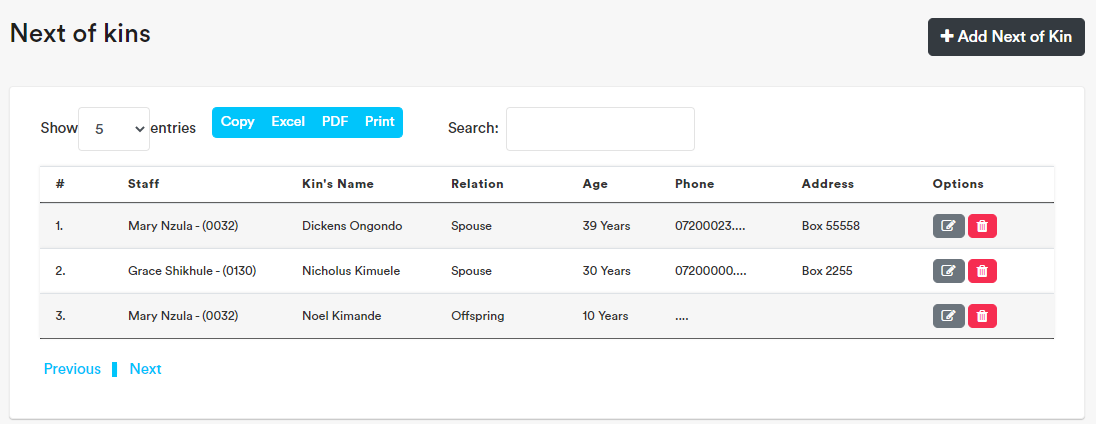 Next of kins
Add Next of Kin
Show 5 entries Copy Excel PDF Print Search:
# Staff Kin's Name Relation Age Phone Address Options
1. Mary Nzula - (0032) Dickens Ongondo Spouse 39 Years 07200023.... Box 55558
2. Grace Shikhule - (0130) Nicholus Kimuele Spouse 30 Years 07200000.... Box 2255
3. Mary Nzula - (0032) Noel Kimande Offspring 10 Years ....
Previous Next